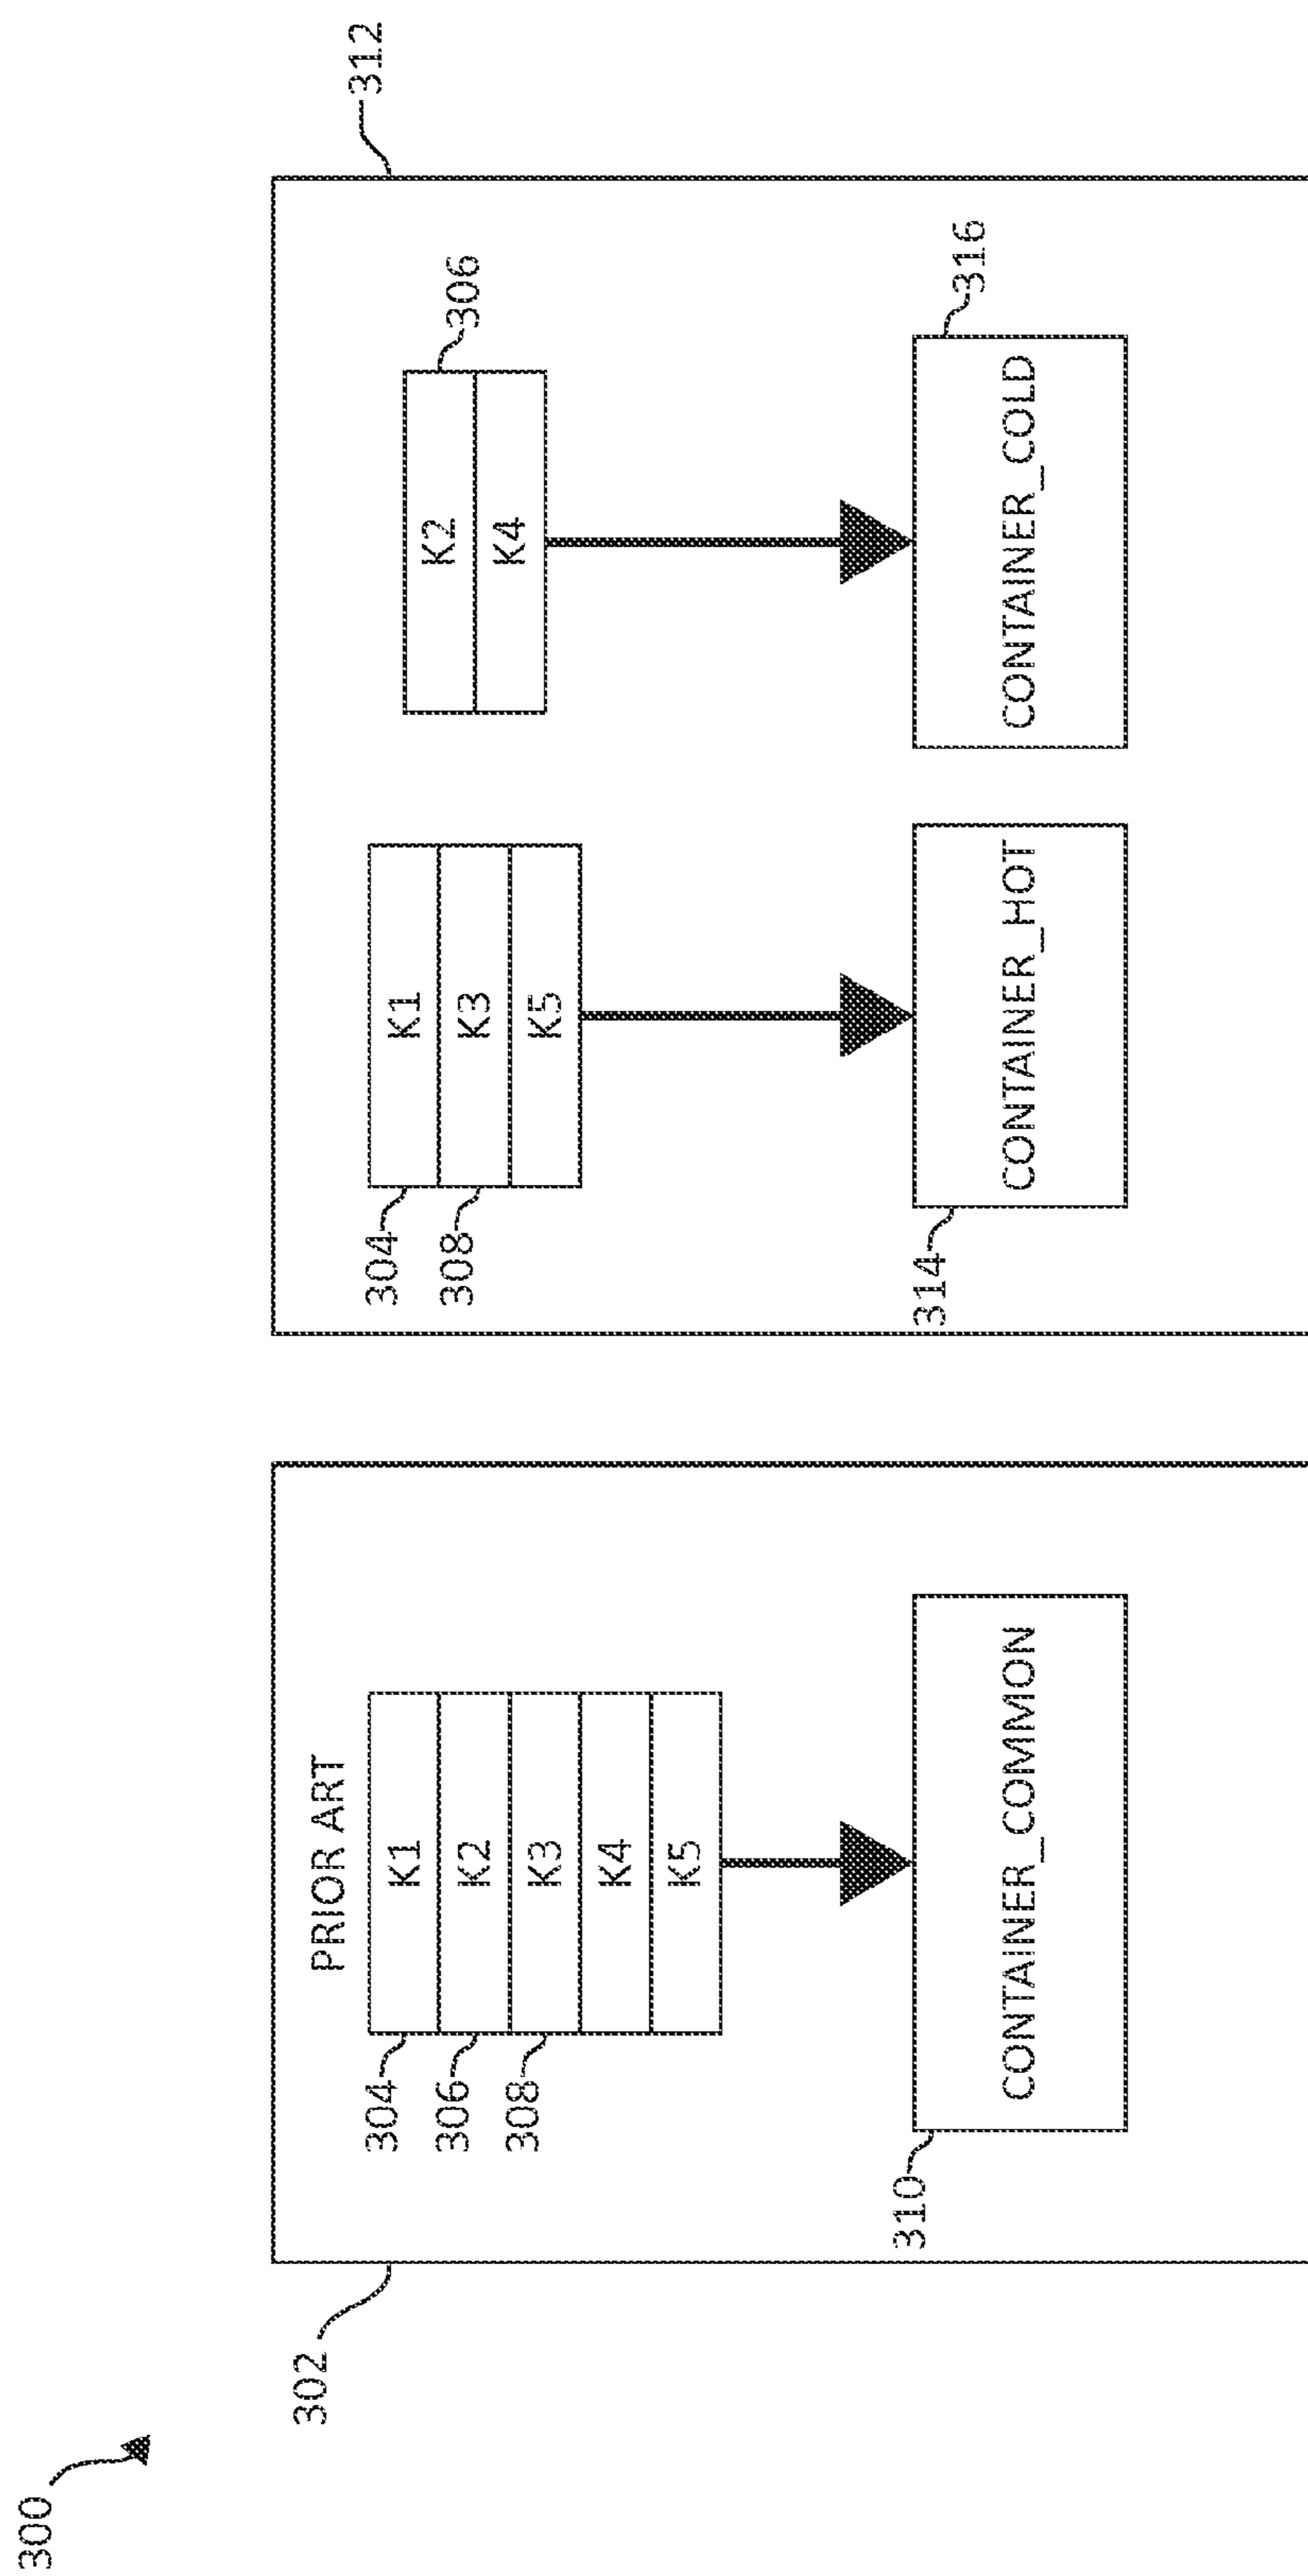 300
302
PRIOR ART
304
K1
306
K2
308
K3
K4
K5
310
CONTAINER_COMMON
312
304
K1
308
K3
K5
K2
306
K4
314
CONTAINER_HOT
CONTAINER_COLD
316